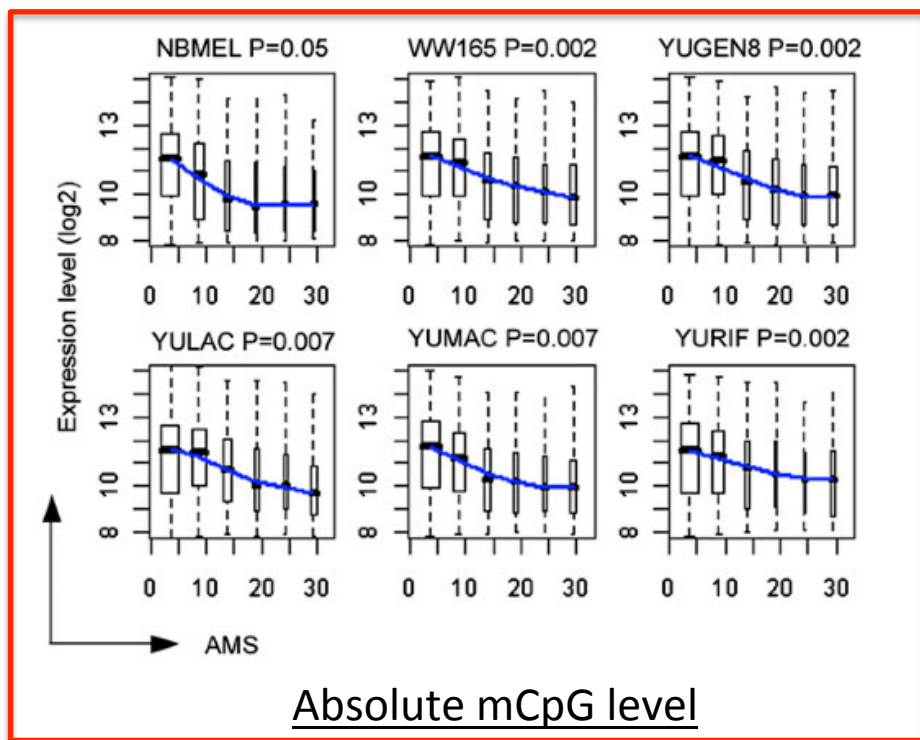 NBMEL P=0.05 WW165 P=0.002 YUGEN8 P=0.002
13 13 13
10 10 10
8 8 8
0 10 20 30 0 10 20 30 0 10 20 30
YULAC P=0.007 YUMAC P=0.007 YURIF P=0.002
13 13 13
10 10 10
8 8 8
0 10 20 30 0 10 20 30 0 10 20 30
Expression level (log2)
AMS
Absolute mCpG level